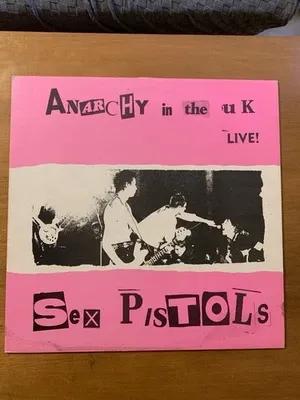 ANARCHY in the uK
LIVE!
Sex PISTOLs